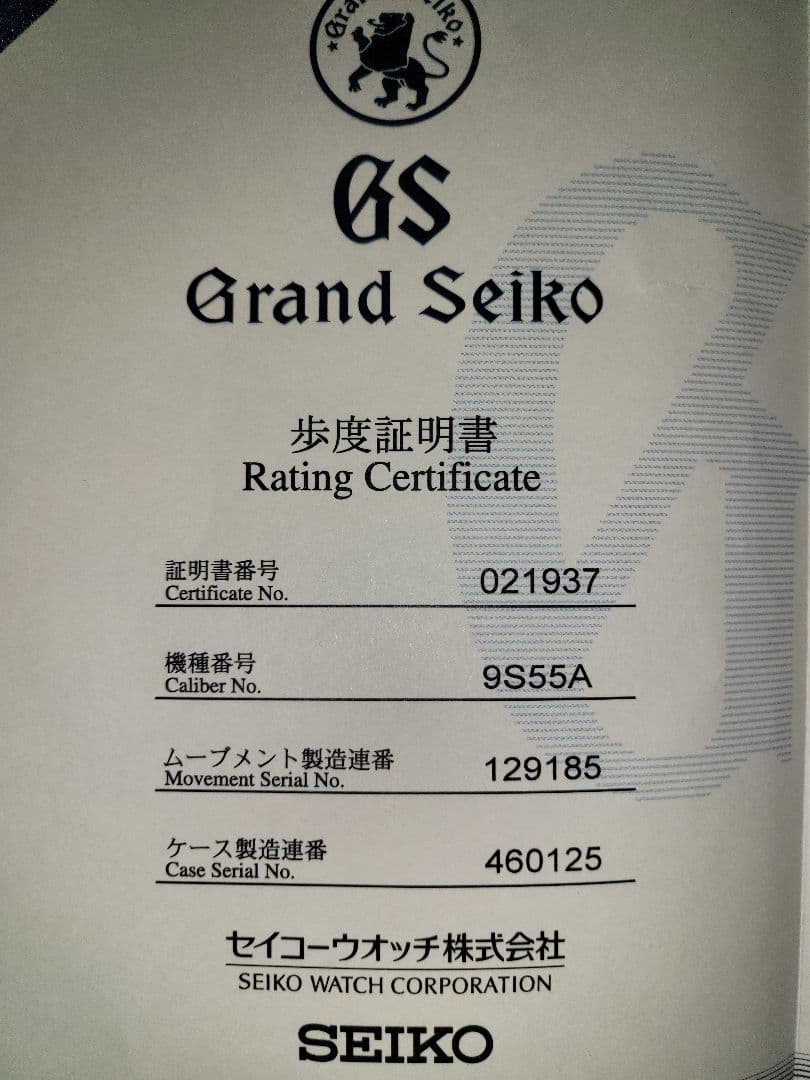 Grand Seiko
GS
Grand Seiko
歩度証明書
Rating Certificate
証明書番号
Certificate No.
021937
機種番号
Caliber No.
9S55A
ムーブメント製造連番
Movement Serial No.
129185
ケース製造連番
Case Serial No.
460125
セイコーウオッチ株式会社
SEIKO WATCH CORPORATION
SEIKO